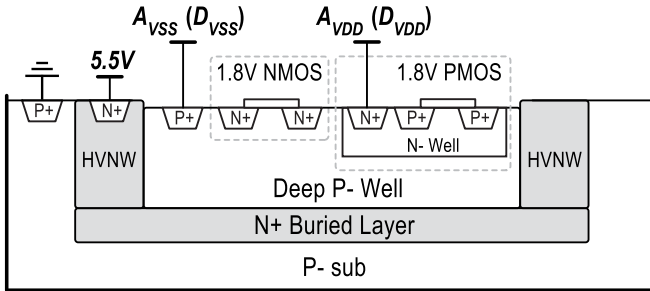 A_VSS (D_VSS) A_VDD (D_VDD)
5.5V 1.8V NMOS 1.8V PMOS
P+ N+ P+ N+ N+ N+ P+ P+
HVNW N- Well HVNW
Deep P- Well
N+ Buried Layer
P- sub